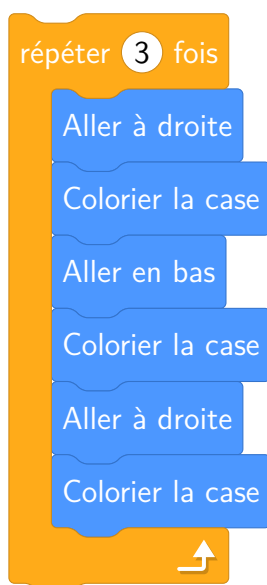 répéter 3 fois
Aller à droite
Colorier la case
Aller en bas
Colorier la case
Aller à droite
Colorier la case